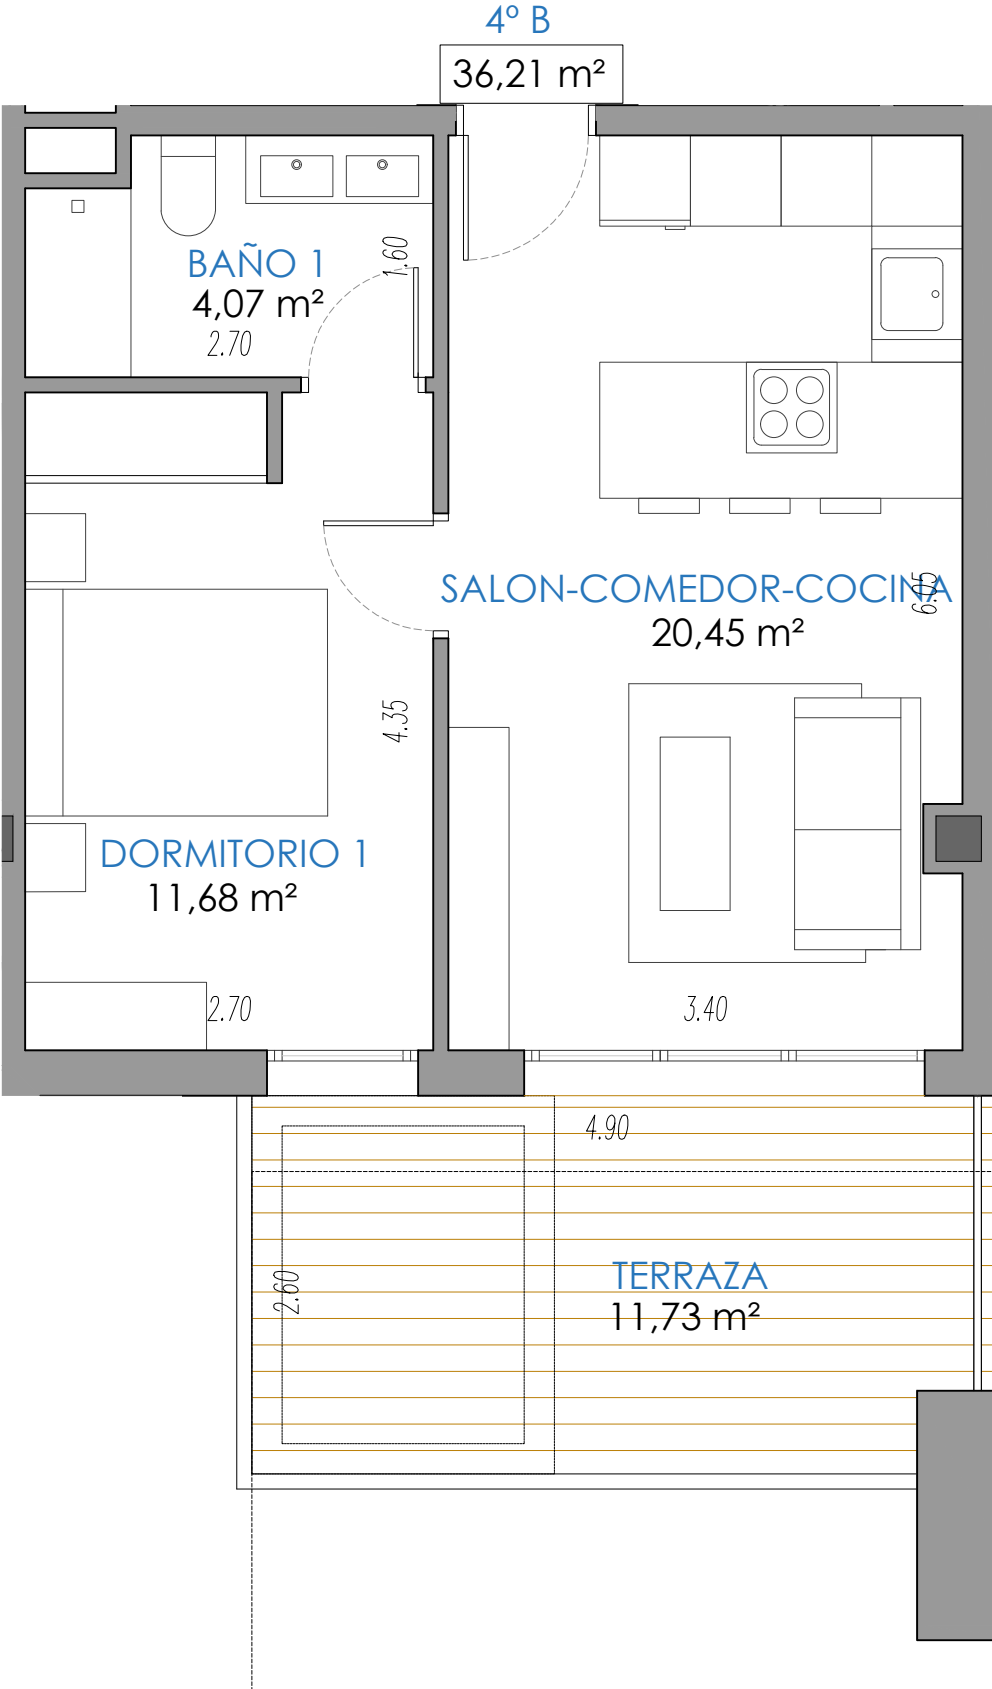 4º B
36,21 m²
BAÑO 1
4,07 m²
2.70
1.60
SALON-COMEDOR-COCINA
20,45 m²
6.05
4.35
DORMITORIO 1
11,68 m²
2.70
3.40
4.90
TERRAZA
11,73 m²
2.60